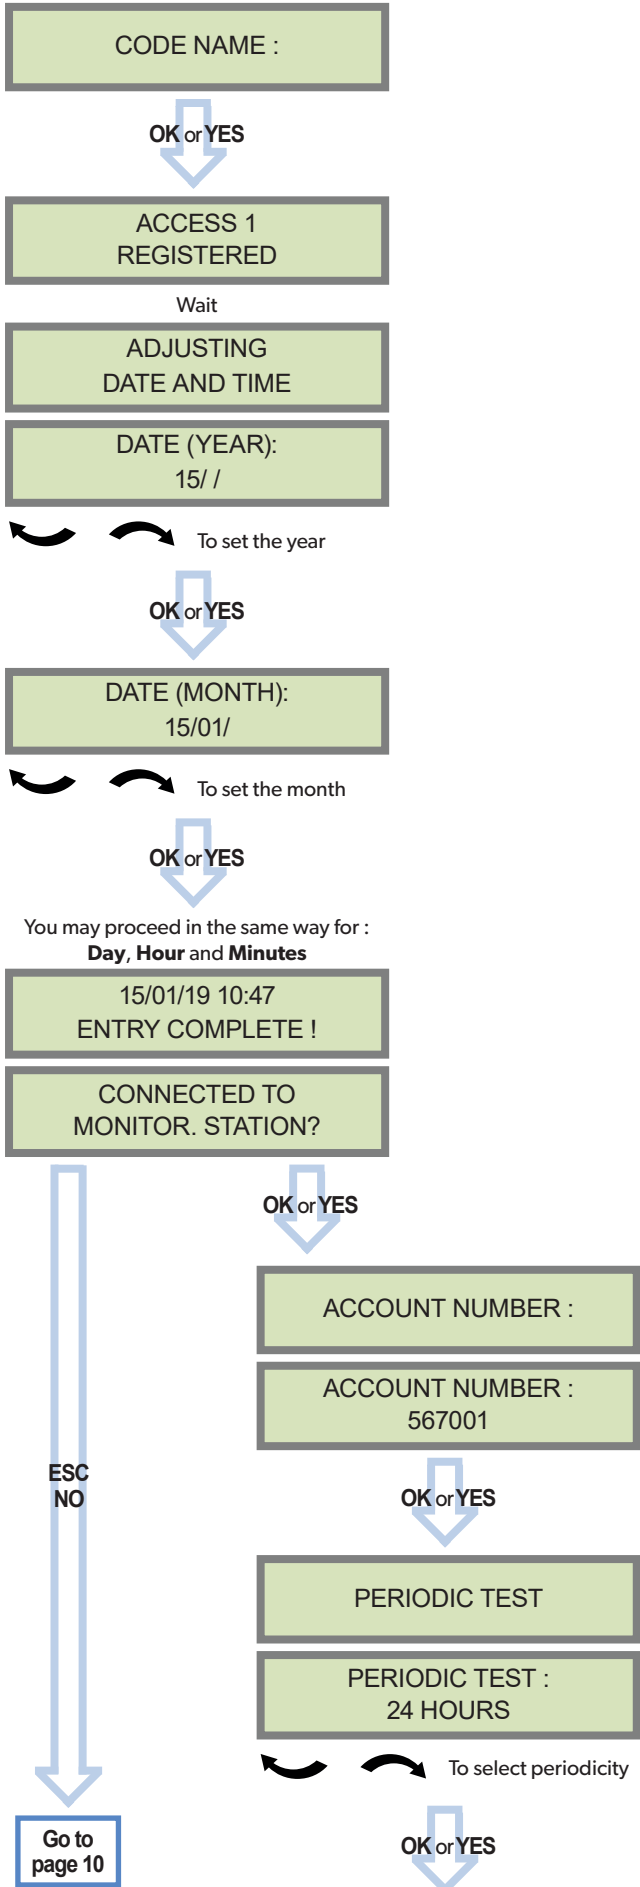 CODE NAME :
OK or YES
ACCESS 1
REGISTERED
Wait
ADJUSTING
DATE AND TIME
DATE (YEAR):
15/ /
To set the year
OK or YES
DATE (MONTH):
15/01/
To set the month
OK or YES
You may proceed in the same way for :
Day, Hour and Minutes
15/01/19 10:47
ENTRY COMPLETE !
CONNECTED TO
MONITOR. STATION?
OK or YES
ACCOUNT NUMBER :
ACCOUNT NUMBER :
567001
ESC
NO
OK or YES
PERIODIC TEST
PERIODIC TEST :
24 HOURS
To select periodicity
Go to
page 10
OK or YES